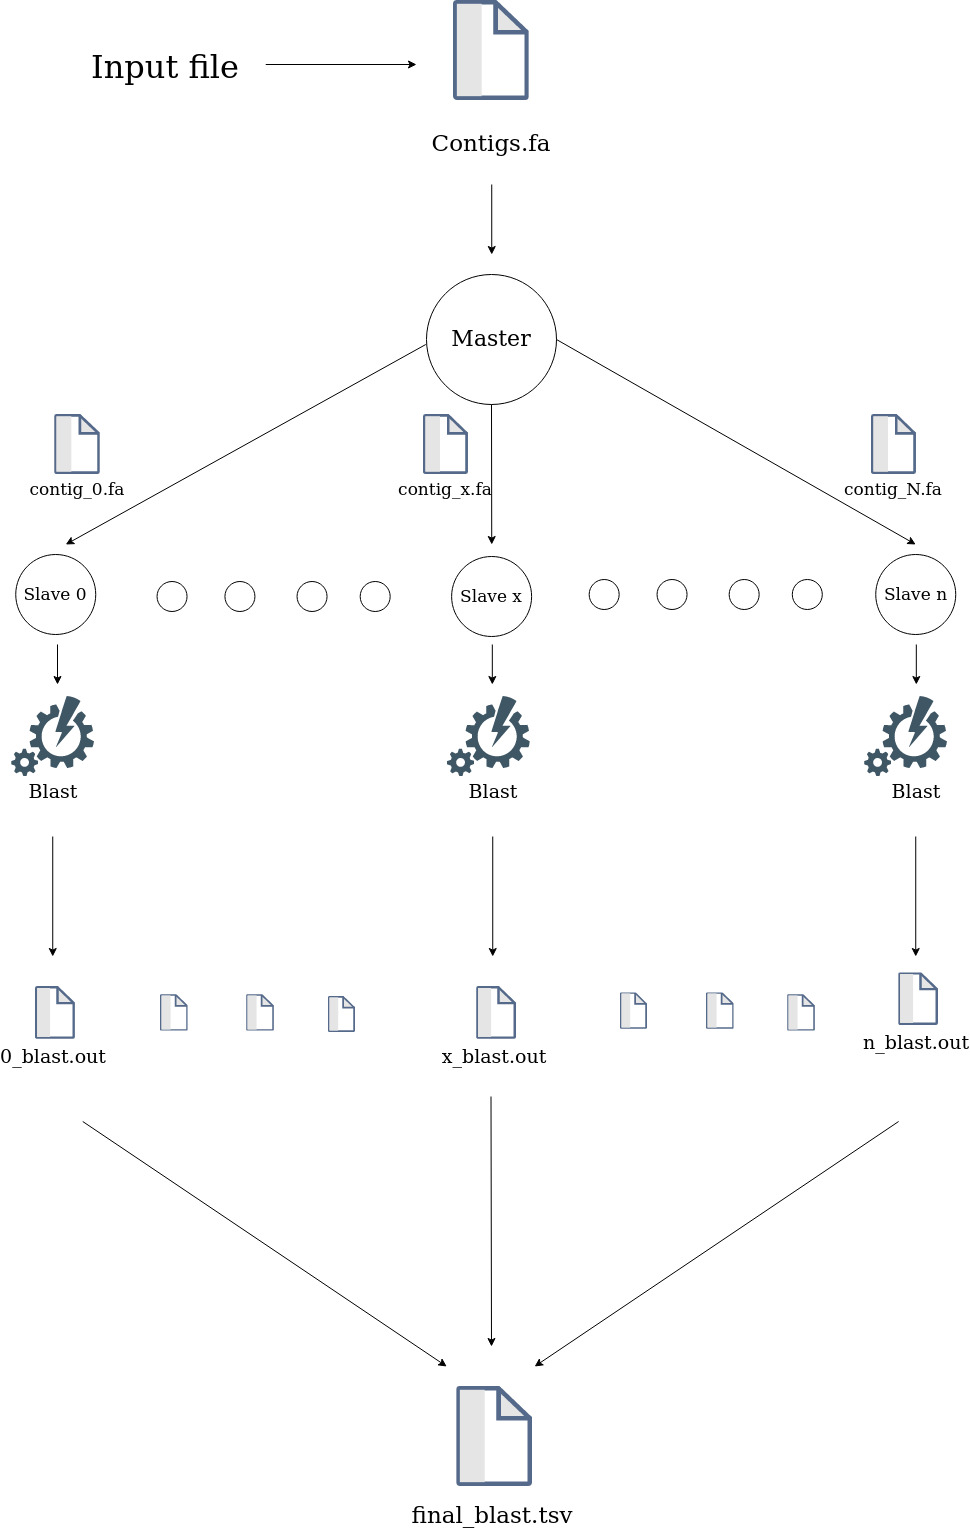 Input file
Contigs.fa
Master
contig_0.fa
contig_x.fa
contig_N.fa
Slave 0
Slave x
Slave n
Blast
Blast
Blast
0_blast.out
x_blast.out
n_blast.out
final_blast.tsv